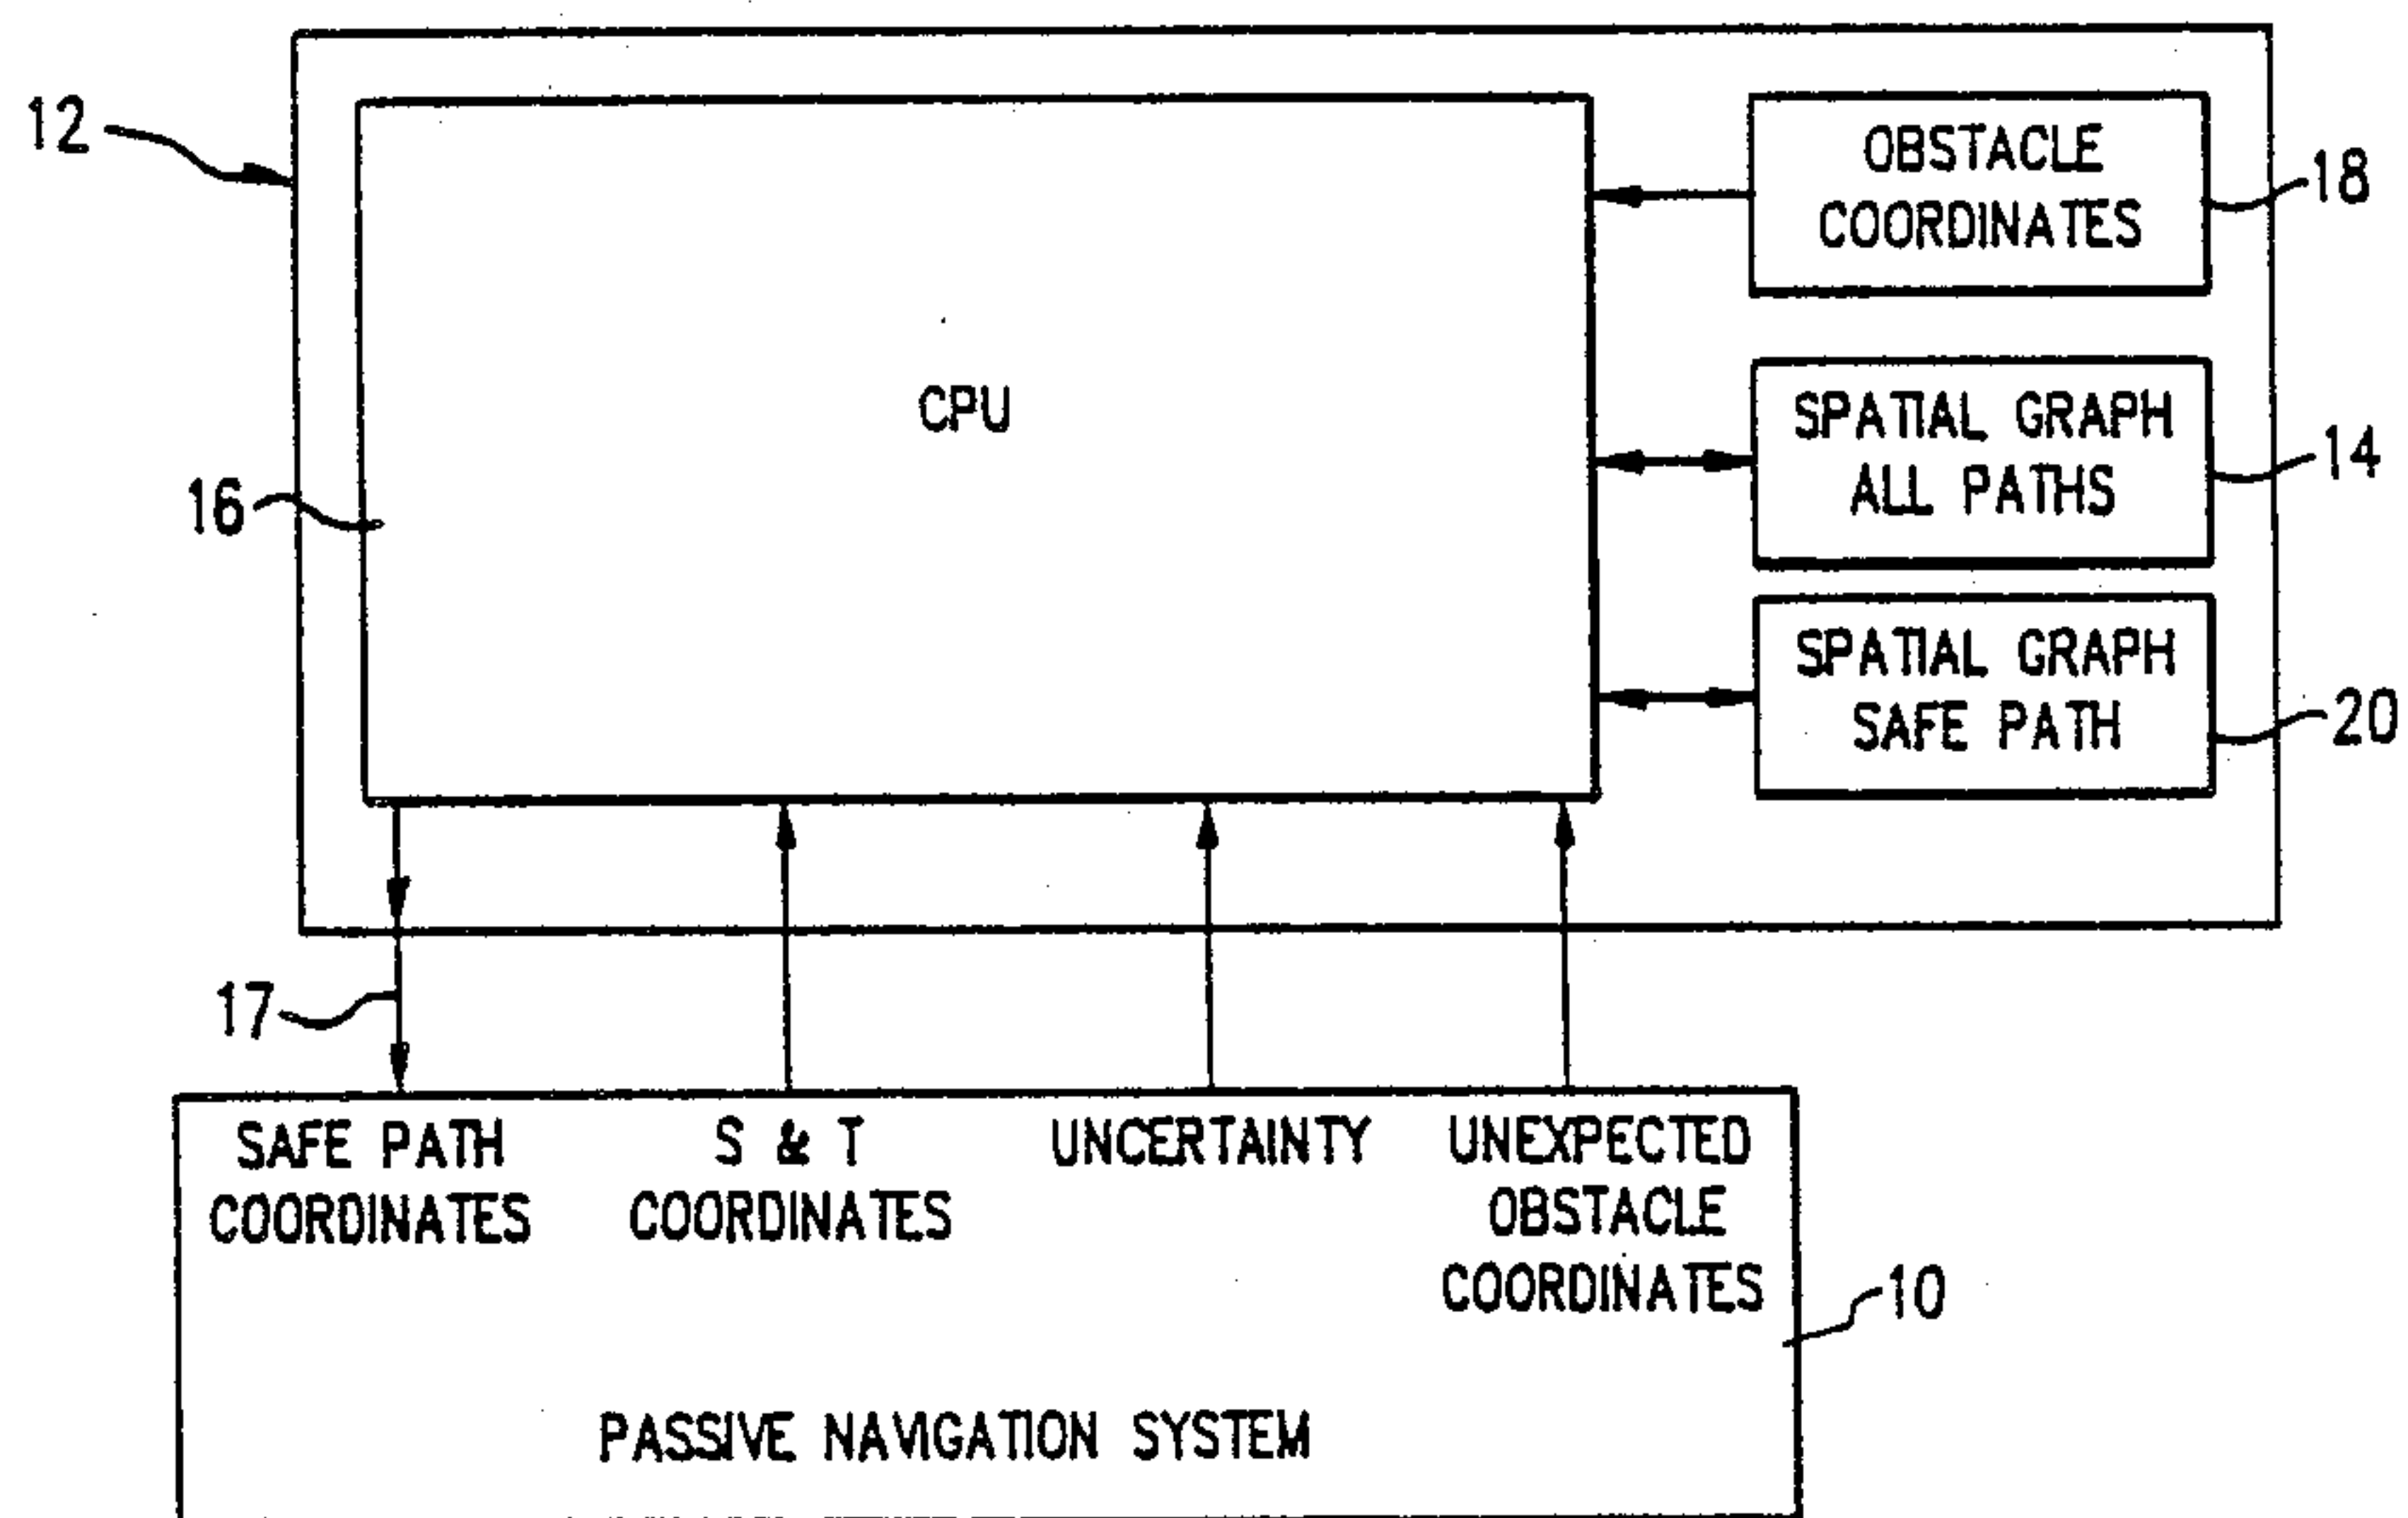 12
OBSTACLE
COORDINATES
18
CPU
SPATIAL GRAPH
ALL PATHS
14
16
SPATIAL GRAPH
SAFE PATH
20
17
SAFE PATH
COORDINATES
S & T
COORDINATES
UNCERTAINTY
UNEXPECTED
OBSTACLE
COORDINATES
10
PASSIVE NAVIGATION SYSTEM